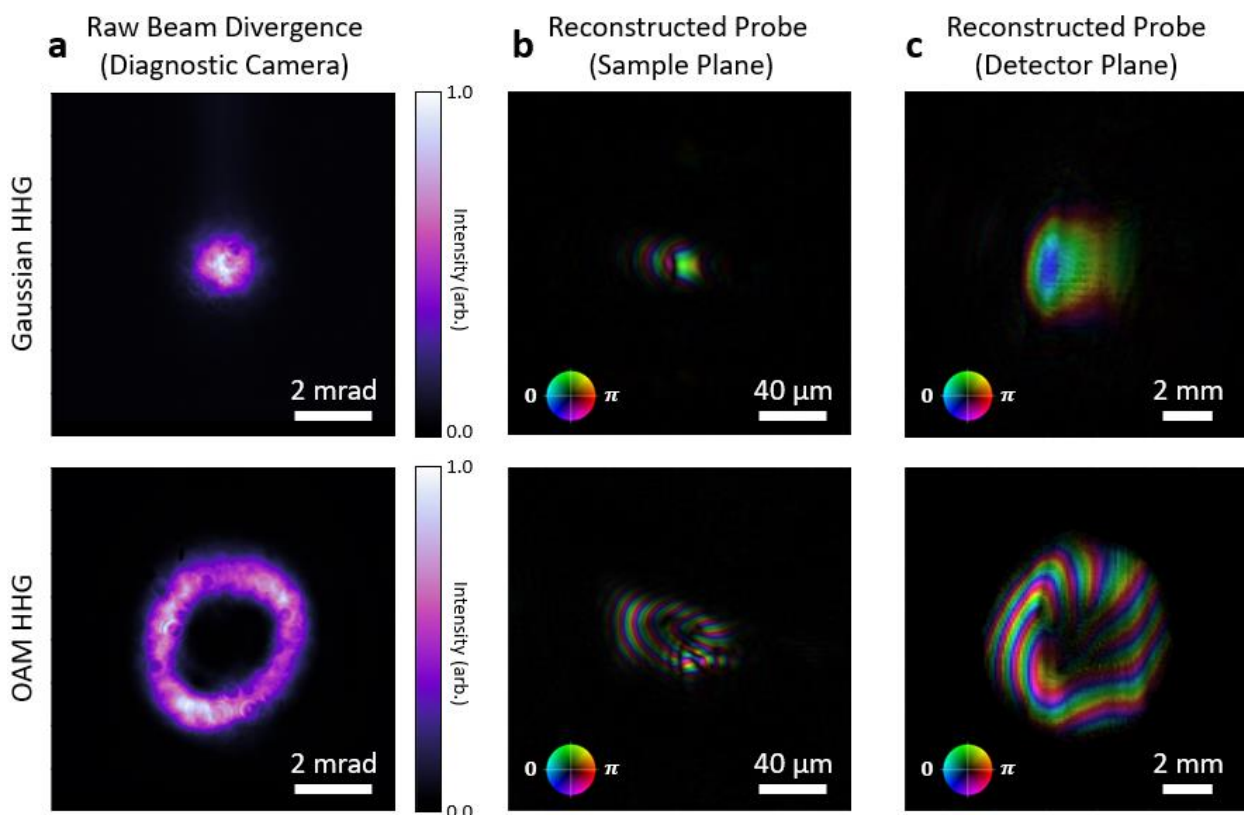 a
Raw Beam Divergence
(Diagnostic Camera)
b
Reconstructed Probe
(Sample Plane)
c
Reconstructed Probe
(Detector Plane)
Gaussian HHG
2 mrad
1.0
Intensity (arb.)
0.0
0 π
40 μm
0 π
2 mm
OAM HHG
2 mrad
1.0
Intensity (arb.)
0.0
0 π
40 μm
0 π
2 mm